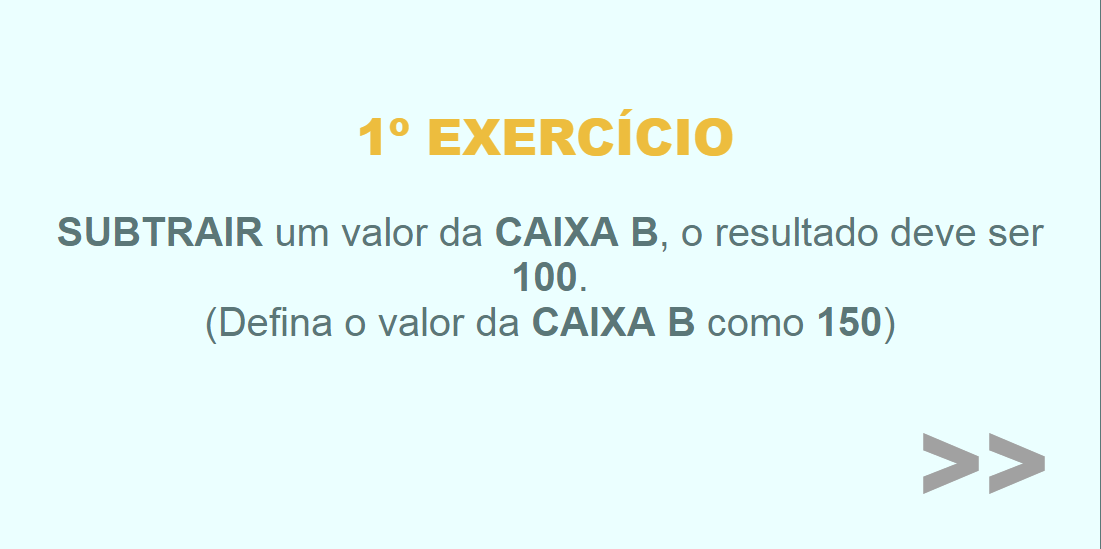 1º EXERCÍCIO
SUBTRAIR um valor da CAIXA B, o resultado deve ser
100.
(Defina o valor da CAIXA B como 150)
>>